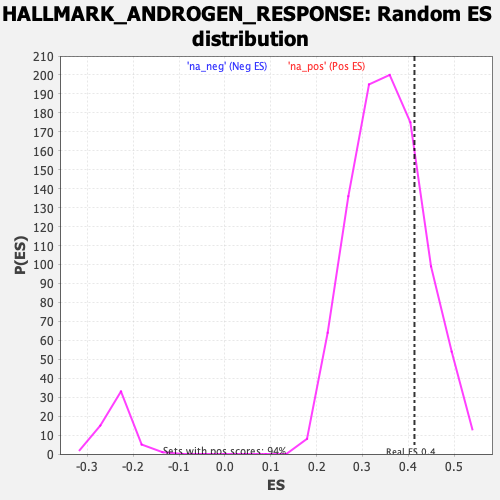 HALLMARK_ANDROGEN_RESPONSE: Random ES
distribution
'na_neg' (Neg ES) 'na_pos' (Pos ES)
210
200
190
180
170
160
150
140
130
120
110
100
90
80
70
60
50
40
30
20
10
0
P(ES)
Sets with pos scores: 94%
Real ES 0.4
-0.3 -0.2 -0.1 0.0 0.1 0.2 0.3 0.4 0.5
ES